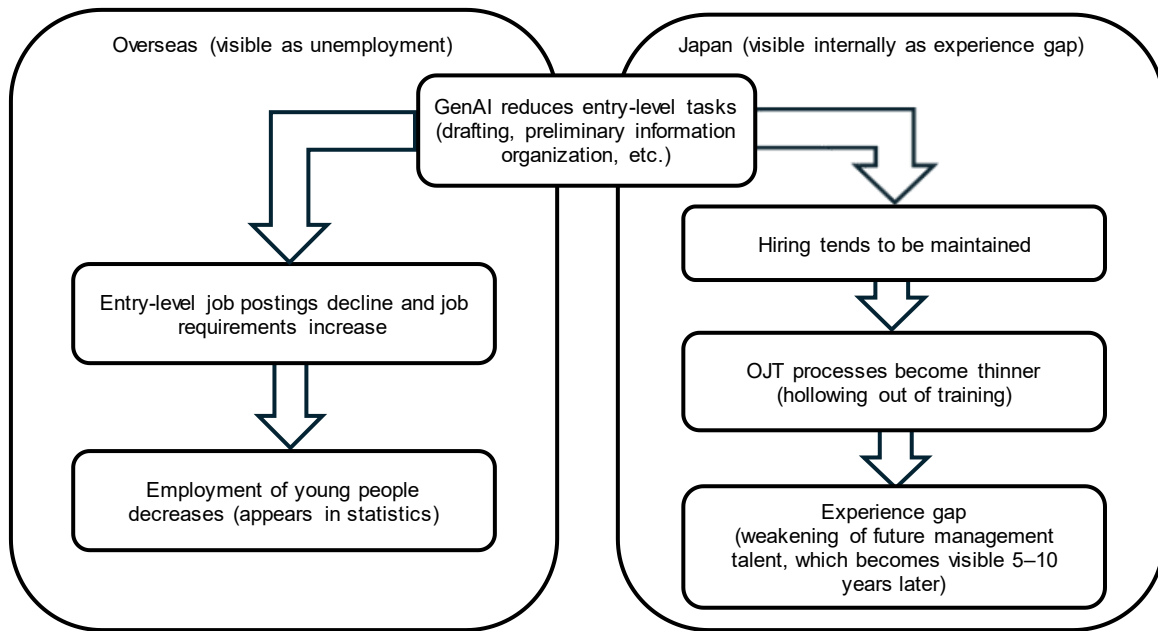 Overseas (visible as unemployment)
Japan (visible internally as experience gap)
GenAI reduces entry-level tasks
(drafting, preliminary information
organization, etc.)
Entry-level job postings decline and job
requirements increase
Employment of young people
decreases (appears in statistics)
Hiring tends to be maintained
OJT processes become thinner
(hollowing out of training)
Experience gap
(weakening of future management
talent, which becomes visible 5–10
years later)